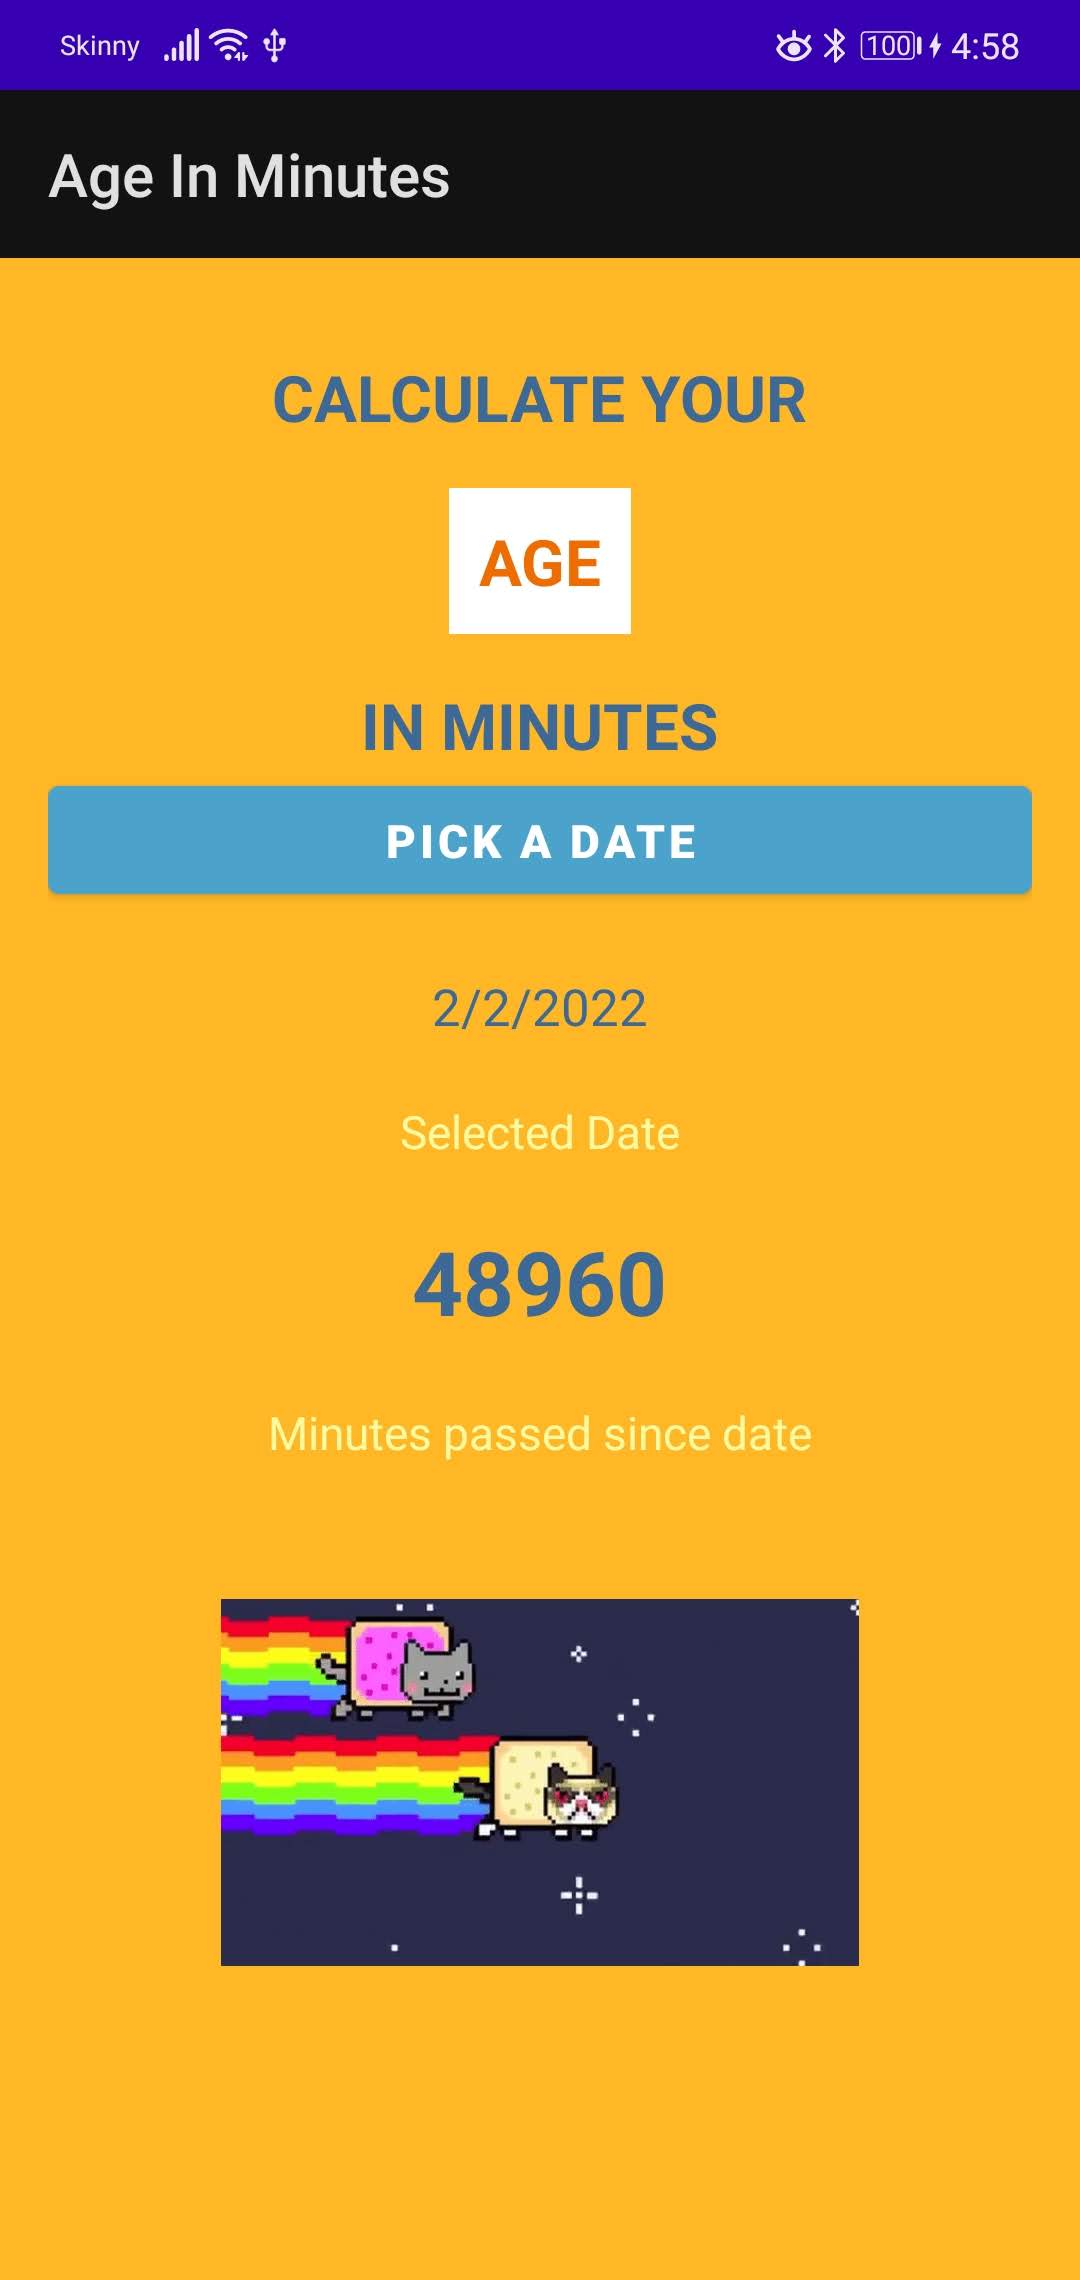 Skinny 100 4:58
Age In Minutes
CALCULATE YOUR
AGE
IN MINUTES
PICK A DATE
2/2/2022
Selected Date
48960
Minutes passed since date